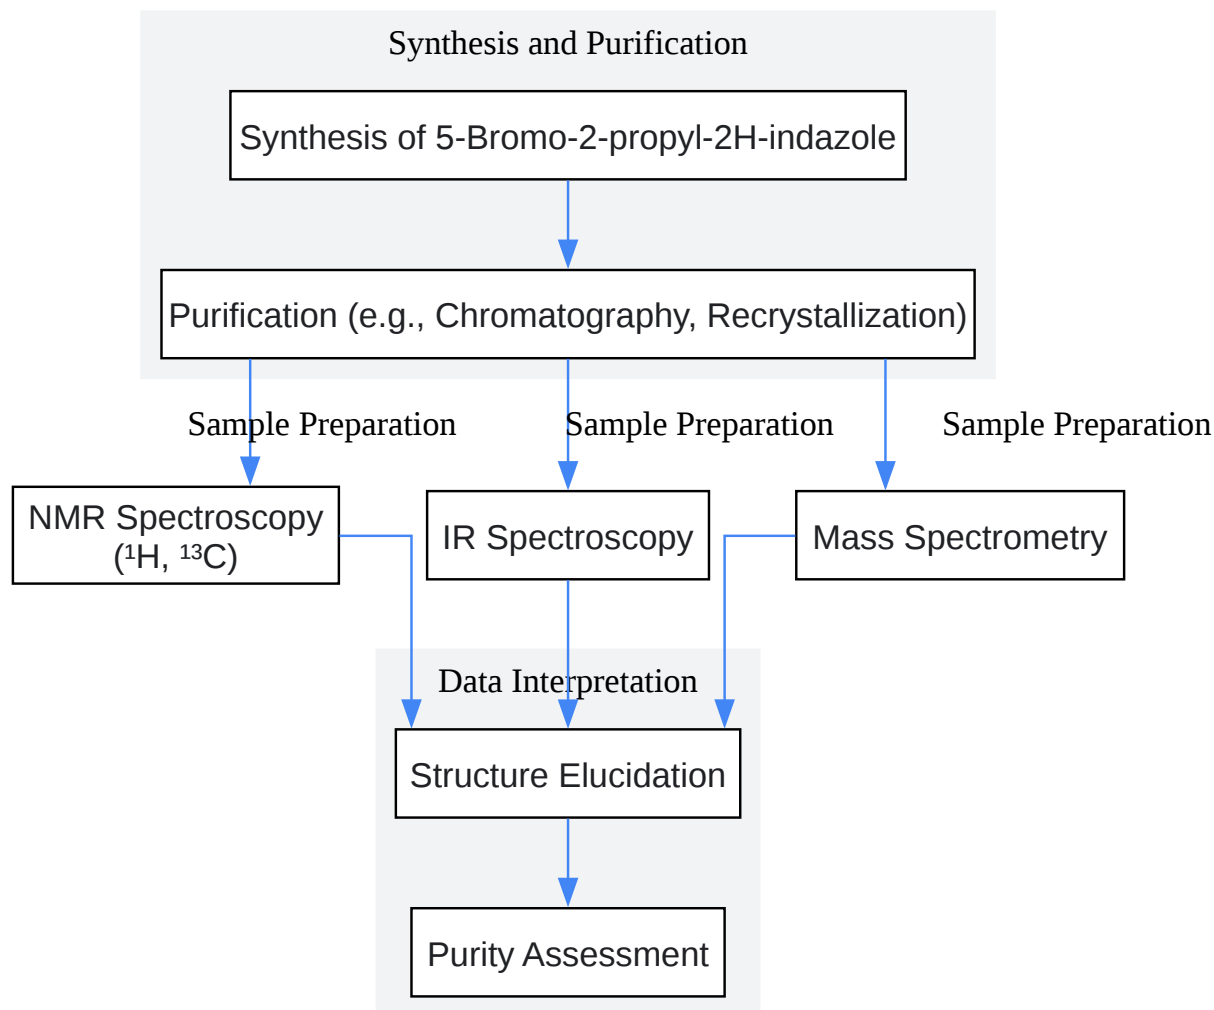 Synthesis and Purification
Synthesis of 5-Bromo-2-propyl-2H-indazole
Purification (e.g., Chromatography, Recrystallization)
Sample Preparation
Sample Preparation
Sample Preparation
NMR Spectroscopy
(¹H, ¹³C)
IR Spectroscopy
Mass Spectrometry
Data Interpretation
Structure Elucidation
Purity Assessment